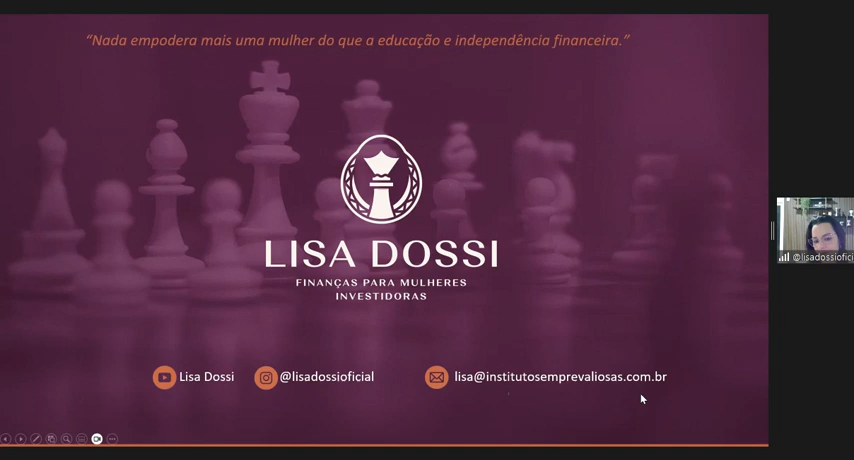 “Nada empodera mais uma mulher do que a educação e independência financeira.”
LISA DOSSI
FINANÇAS PARA MULHERES
INVESTIDORAS
Lisa Dossi
@lisadossioficial
lisa@institutosemprevaliosas.com.br
@lisadossiofici